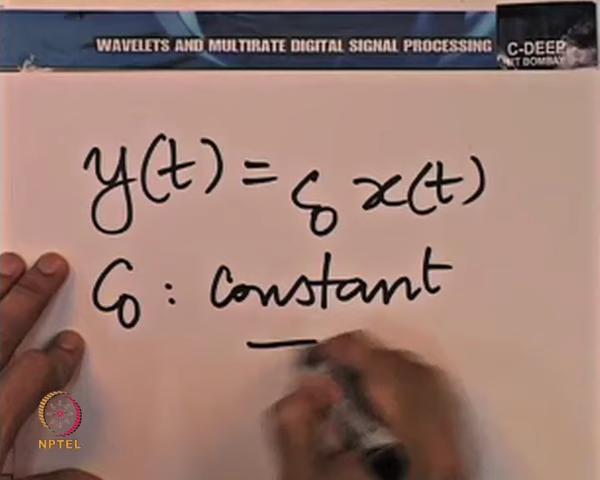 WAVELETS AND MULTIRATE DIGITAL SIGNAL PROCESSING
C-DEEP
IIT BOMBAY
y(t) = C₀ x(t)
C₀ : constant
NPTEL